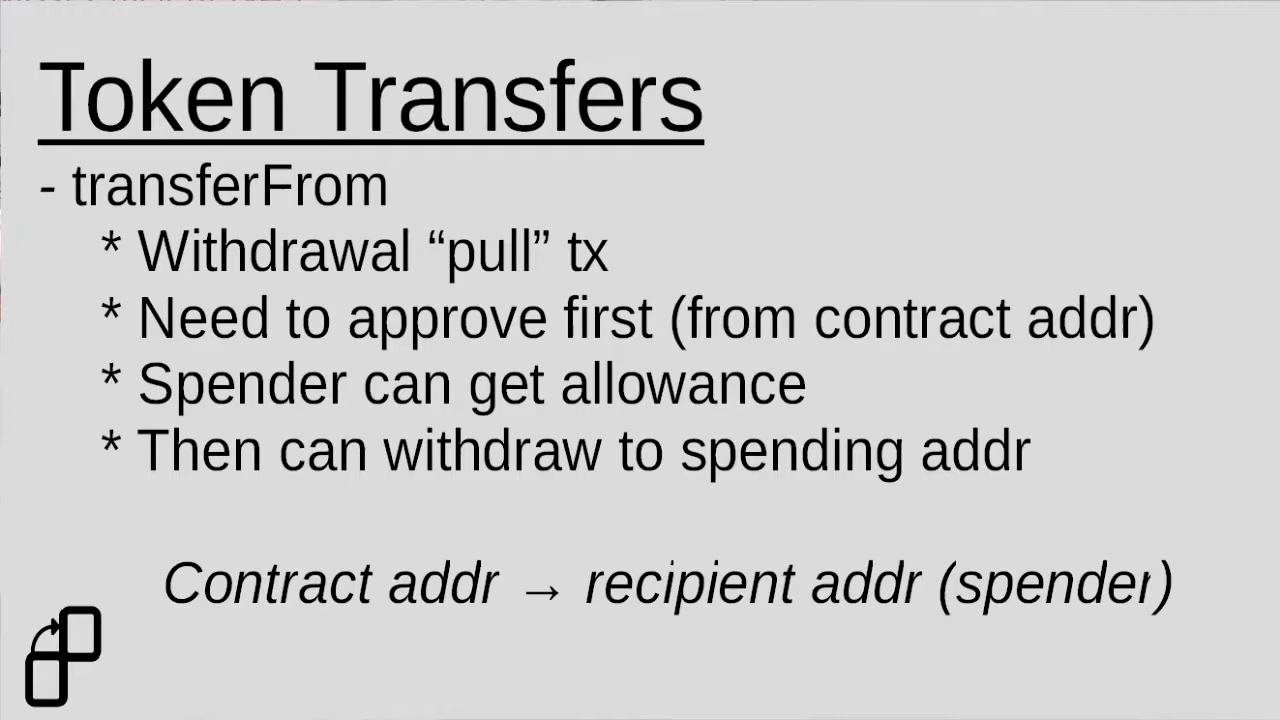 Token Transfers
- transferFrom
* Withdrawal “pull” tx
* Need to approve first (from contract addr)
* Spender can get allowance
* Then can withdraw to spending addr
Contract addr → recipient addr (spender)